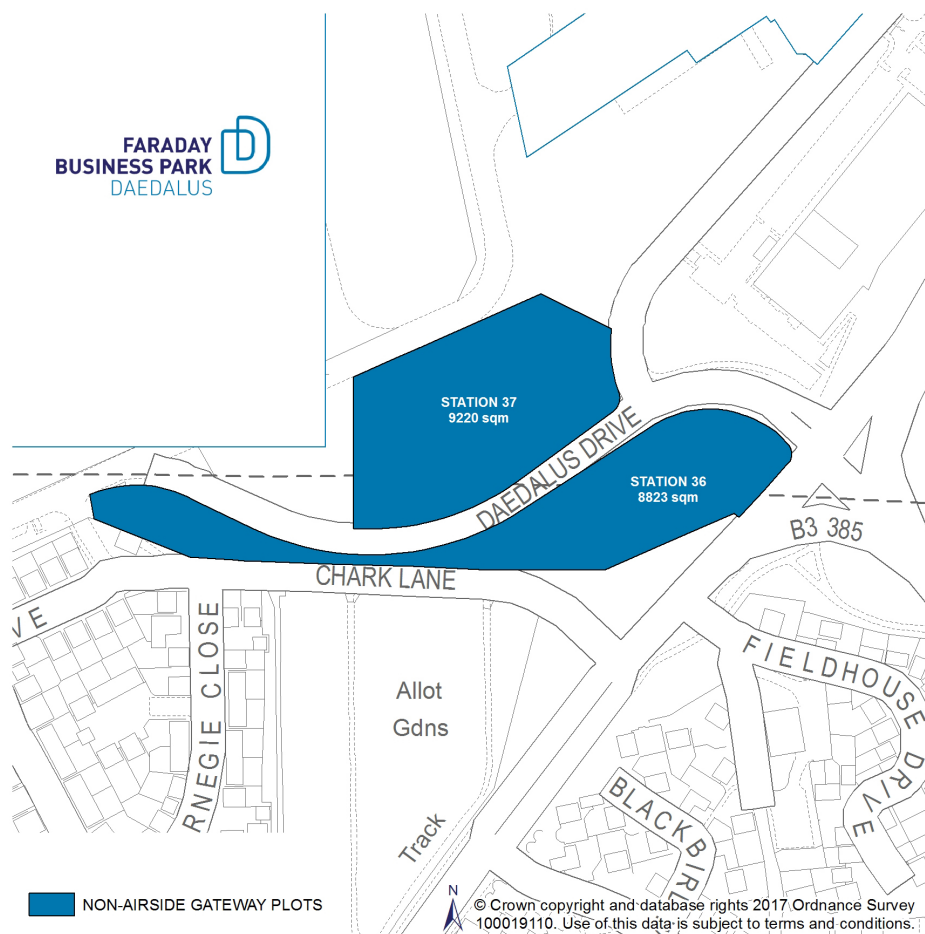 FARADAY
BUSINESS PARK
DAEDALUS
STATION 37
9220 sqm
DAEDALUS DRIVE
STATION 36
8823 sqm
B3 385
CHARK LANE
VE
RNEGIE CLOSE
Allot
Gdns
FIELDHOUSE DRIVE
BLACKBIRD
Track
NON-AIRSIDE GATEWAY PLOTS
N
© Crown copyright and database rights 2017 Ordnance Survey
100019110. Use of this data is subject to terms and conditions.